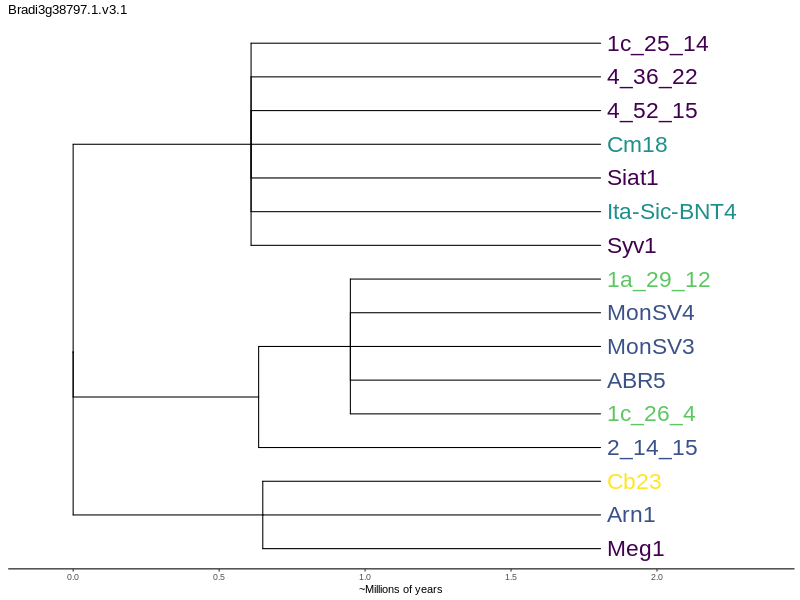 Bradi3g38797.1.v3.1
1c_25_14
4_36_22
4_52_15
Cm18
Siat1
Ita-Sic-BNT4
Syv1
1a_29_12
MonSV4
MonSV3
ABR5
1c_26_4
2_14_15
Cb23
Arn1
Meg1
0.0 0.5 1.0 1.5 2.0
~Millions of years